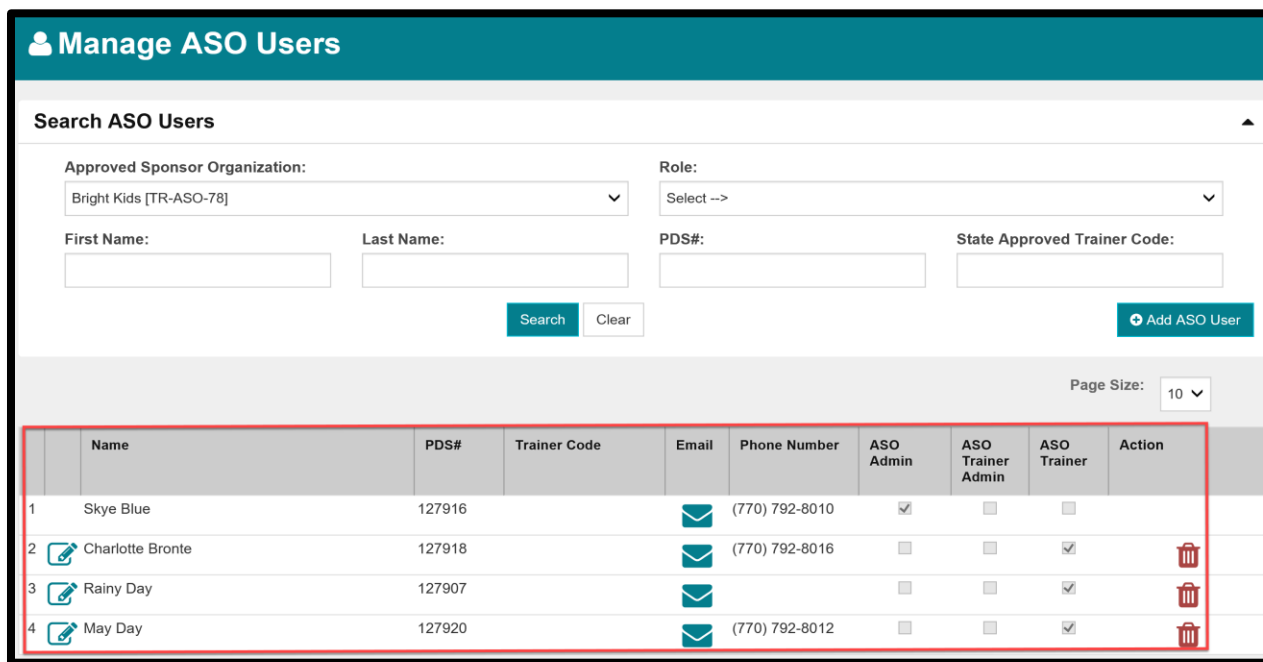 Manage ASO Users
Search ASO Users
Approved Sponsor Organization: Role:
Bright Kids [TR-ASO-78] Select -->
First Name: Last Name: PDS#: State Approved Trainer Code:
Search Clear Add ASO User
Page Size: 10
Name PDS# Trainer Code Email Phone Number ASO Admin ASO Trainer Admin ASO Trainer Action
1 Skye Blue 127916 (770) 792-8010
2 Charlotte Bronte 127918 (770) 792-8016
3 Rainy Day 127907
4 May Day 127920 (770) 792-8012